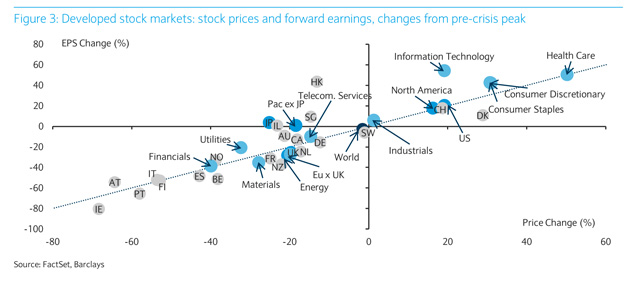 Figure 3: Developed stock markets: stock prices and forward earnings, changes from pre-crisis peak
80
EPS Change (%)
60
40
20
0
-20
-40
-60
-80
-100
-80
-60
-40
-20
0
20
40
60
Price Change (%)
Information Technology
Health Care
HK
North America
Consumer Discretionary
Telecom. Services
Pac ex JP
CH
Consumer Staples
SG
DK
US
IL
AU
CA
DE
SW
World
Industrials
Utilities
UK
NL
Financials
NO
FR
NZ
Eu x UK
Energy
Materials
IT
FI
ES
BE
AT
PT
IE
Source: FactSet, Barclays